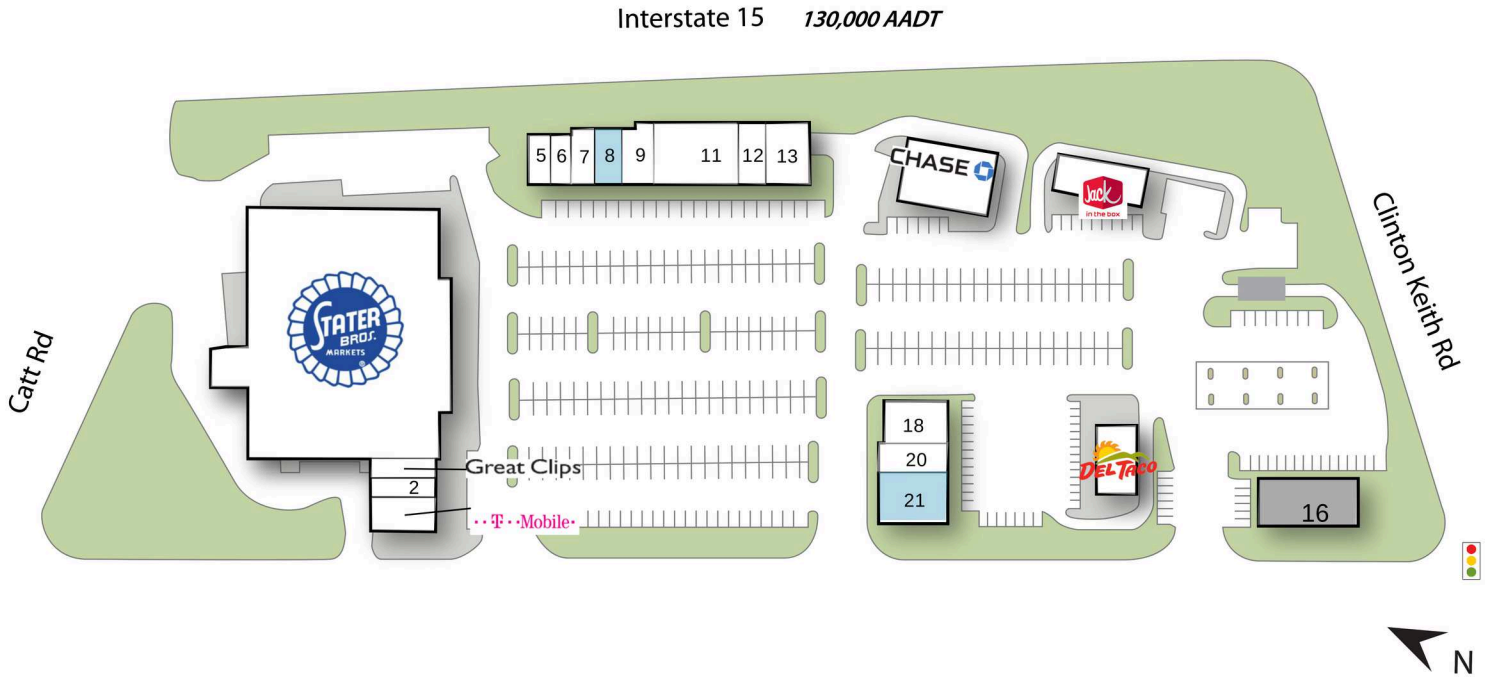 Interstate 15 130,000 AADT
5 6 7 8 9 11 12 13
CHASE
Jack
in the box
Clinton Keith Rd
STATER
BROS.
MARKETS
Catt Rd
18
Great Clips
20
DEL TACO
2
21
T Mobile
16
N